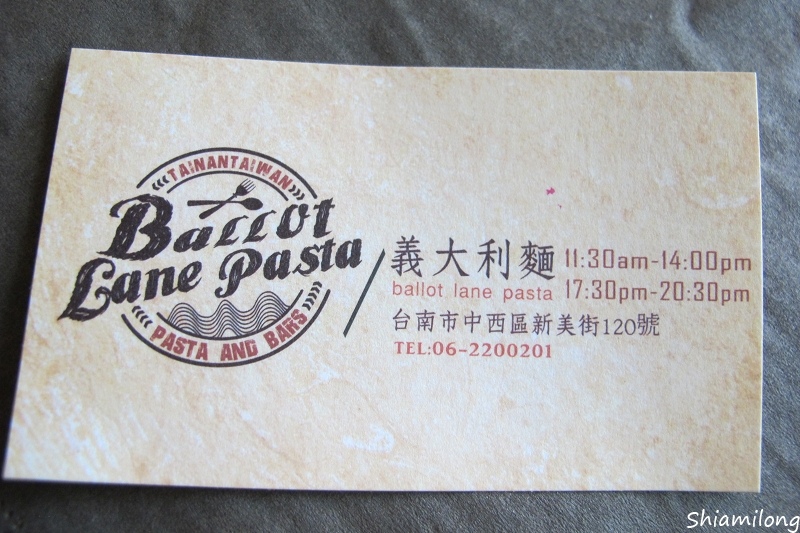 TAINANTAIWAN
Ballot
Lane Pasta
PASTA AND BARS
義大利麵 11:30am-14:00pm
ballot lane pasta 17:30pm-20:30pm
台南市中西區新美街120號
TEL:06-2200201
Shiamilong